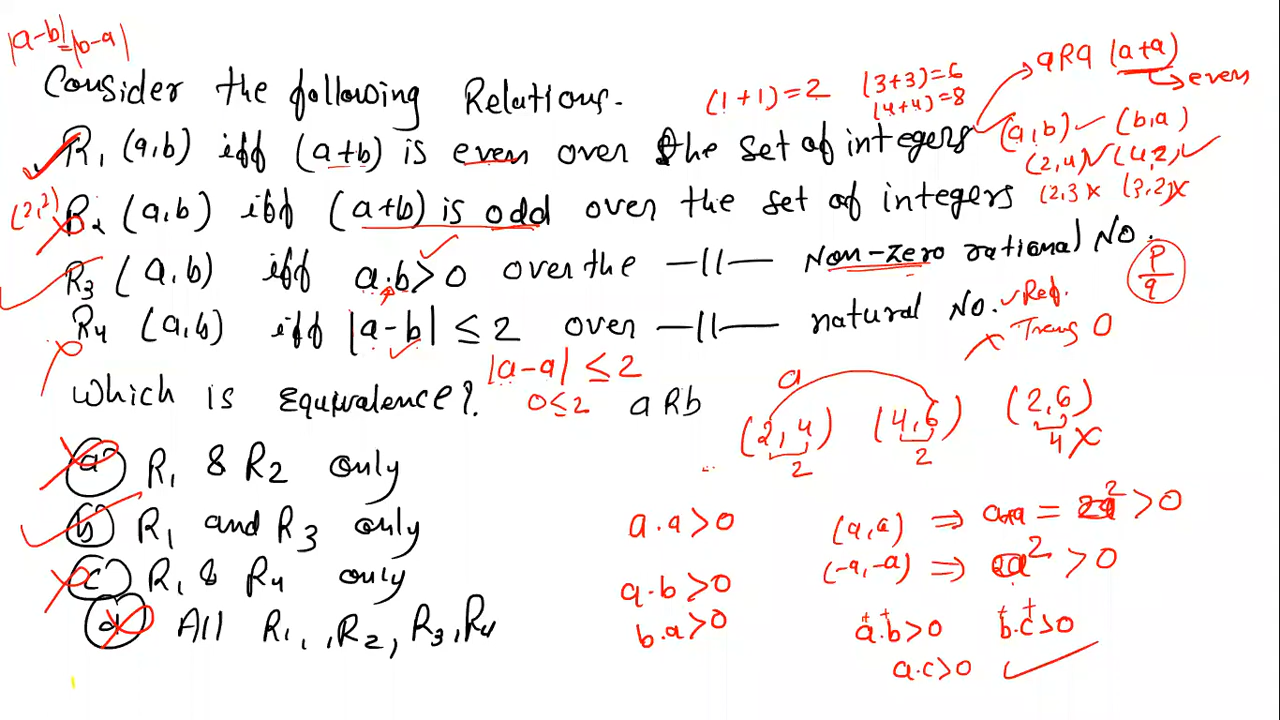 |a-b| = |b-a|
Consider the following Relations.
(1+1)=2
(3+3)=6
(4+4)=8
aRa (a+a)
even
R1 (a,b) iff (a+b) is even over the set of integers
(a,b) ✓ (b,a)
(2,4) ✓ (4,2) ✓
(2,3 × (3,2)×
(2,2)
R2 (a,b) iff (a+b) is odd over the set of integers
R3 (a,b) iff a.b>0 over the —11— Non-zero rational No.
p/q
R4 (a,b) iff |a-b| ≤ 2 over —11— natural No.
✓ Ref.
× Trans O
|a-a| ≤ 2
0≤2
Which is Equivalence? aRb
a
(2,4) (4,6) (2,6)
2 2 4 ×
(a) R1 & R2 only
(b) R1 and R3 only
(c) R1 & R4 only
(d) All R1, R2, R3, R4
a.a>0
a.b>0
b.a>0
(a,a) ⇒ = a² >0
(-a,-a) ⇒ a² >0
+ + + +
a.b>0 b.c>0
a.c>0 ✓